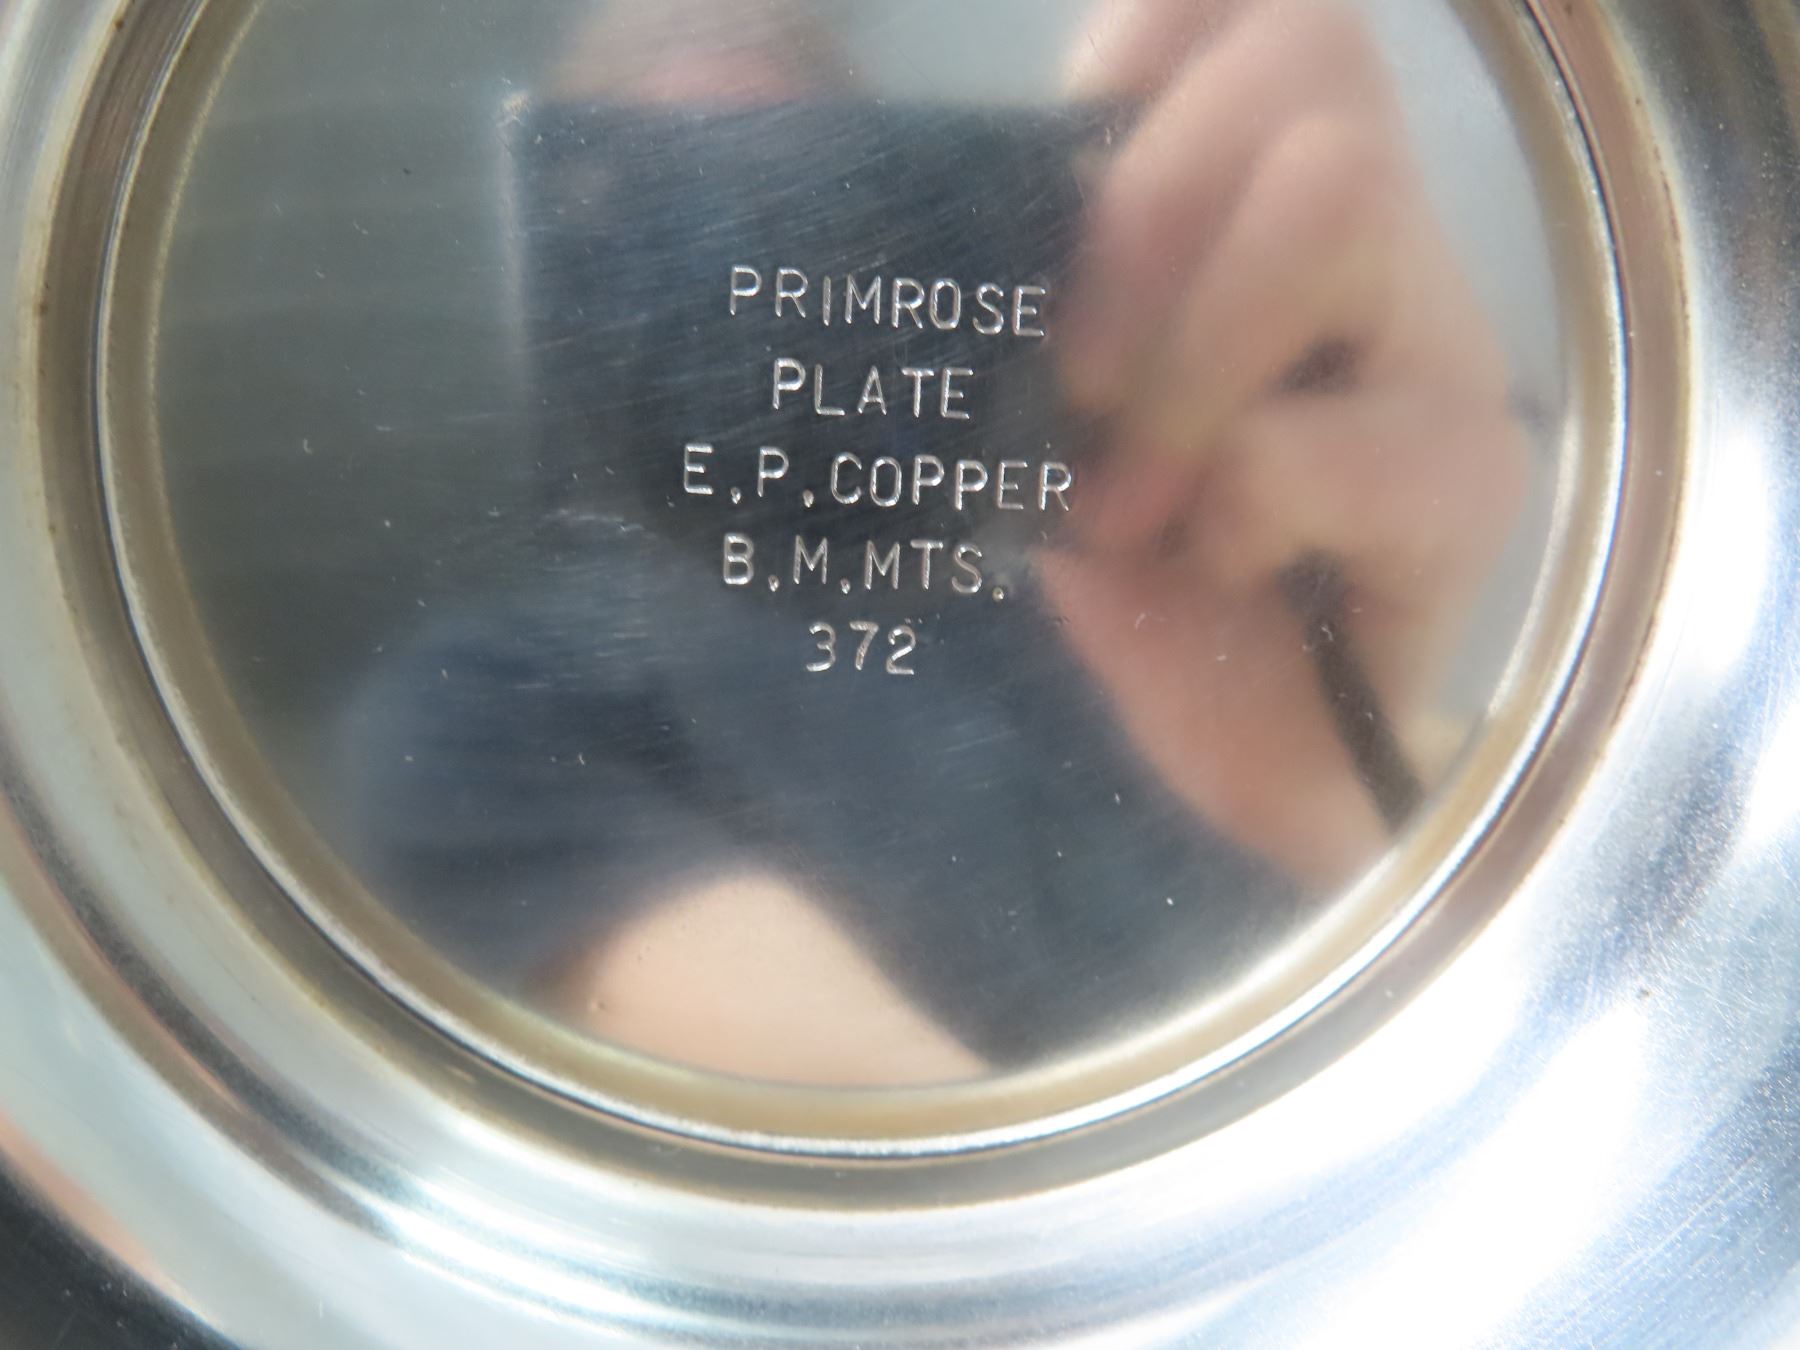 PRIMROSE
PLATE
E.P.COPPER
B.M.MTS.
372